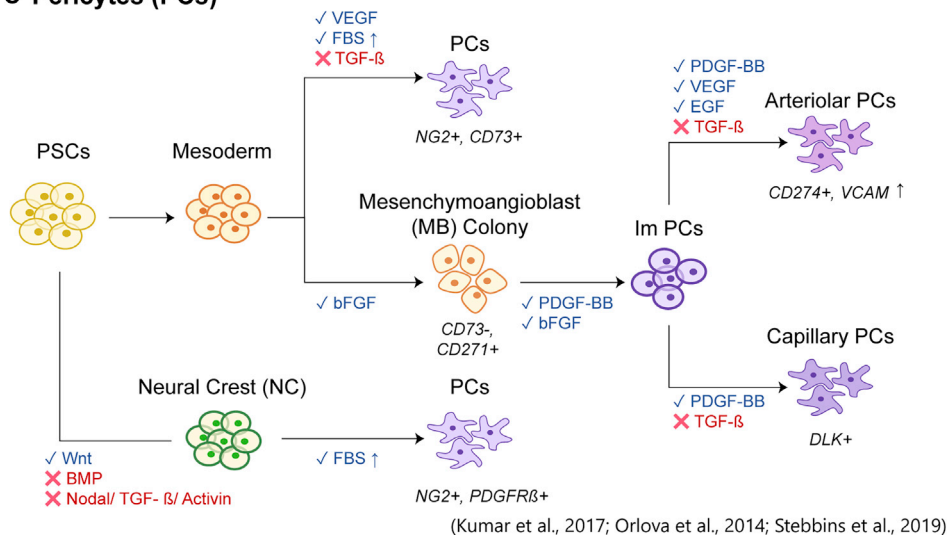 Pericytes (PCs)
✓ VEGF
✓ FBS ↑
✗ TGF-ß
PCs
NG2+, CD73+
PSCs
Mesoderm
Mesenchymoangioblast
(MB) Colony
✓ bFGF
CD73-,
CD271+
✓ PDGF-BB
✓ bFGF
Im PCs
✓ PDGF-BB
✓ VEGF
✓ EGF
✗ TGF-ß
Arteriolar PCs
CD274+, VCAM ↑
Capillary PCs
✓ PDGF-BB
✗ TGF-ß
DLK+
Neural Crest (NC)
✓ Wnt
✗ BMP
✗ Nodal/ TGF- ß/ Activin
✓ FBS ↑
PCs
NG2+, PDGFRß+
(Kumar et al., 2017; Orlova et al., 2014; Stebbins et al., 2019)